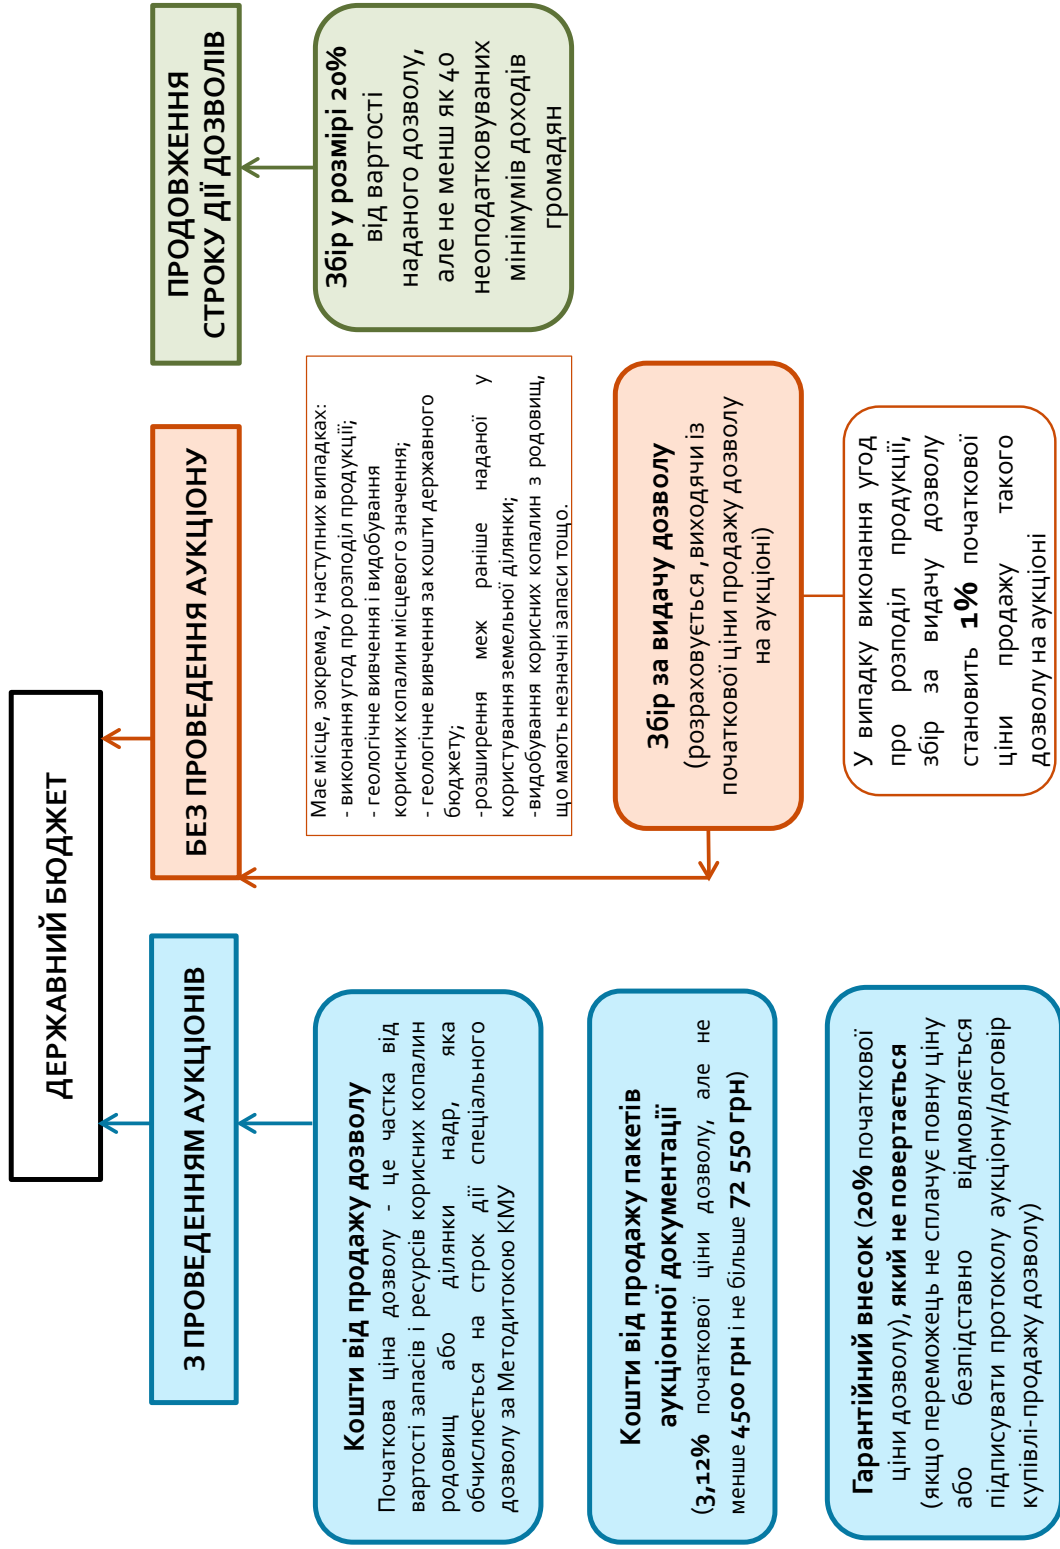 ДЕРЖАВНИЙ БЮДЖЕТ
З ПРОВЕДЕННЯМ АУКЦІОНІВ
Кошти від продажу дозволу
Початкова ціна дозволу - це частка від
вартості запасів і ресурсів корисних копалин
родовищ або ділянки надр, яка
обчислюється на строк дії спеціального
дозволу за Методитокою КМУ
Кошти від продажу пакетів
аукціонної документації
(3,12% початкової ціни дозволу, але не
менше 4500 грн і не більше 72 550 грн)
Гарантійний внесок (20% початкової
ціни дозволу), який не повертається
(якщо переможець не сплачує повну ціну
або безпідставно відмовляється
підписувати протоколу аукціону/договір
купівлі-продажу дозволу)
БЕЗ ПРОВЕДЕННЯ АУКЦІОНУ
Має місце, зокрема, у наступних випадках:
- виконання угод про розподіл продукції;
- геологічне вивчення і видобування
корисних копалин місцевого значення;
- геологічне вивчення за кошти державного
бюджету;
-розширення меж раніше наданої у
користування земельної ділянки;
-видобування корисних копалин з родовищ,
що мають незначні запаси тощо.
Збір за видачу дозволу
(розраховується ,виходячи із
початкової ціни продажу дозволу
на аукціоні)
У випадку виконання угод
про розподіл продукції,
збір за видачу дозволу
становить 1% початкової
ціни продажу такого
дозволу на аукціоні
ПРОДОВЖЕННЯ
СТРОКУ ДІЇ ДОЗВОЛІВ
Збір у розмірі 20%
від вартості
наданого дозволу,
але не менш як 40
неоподатковуваних
мінімумів доходів
громадян